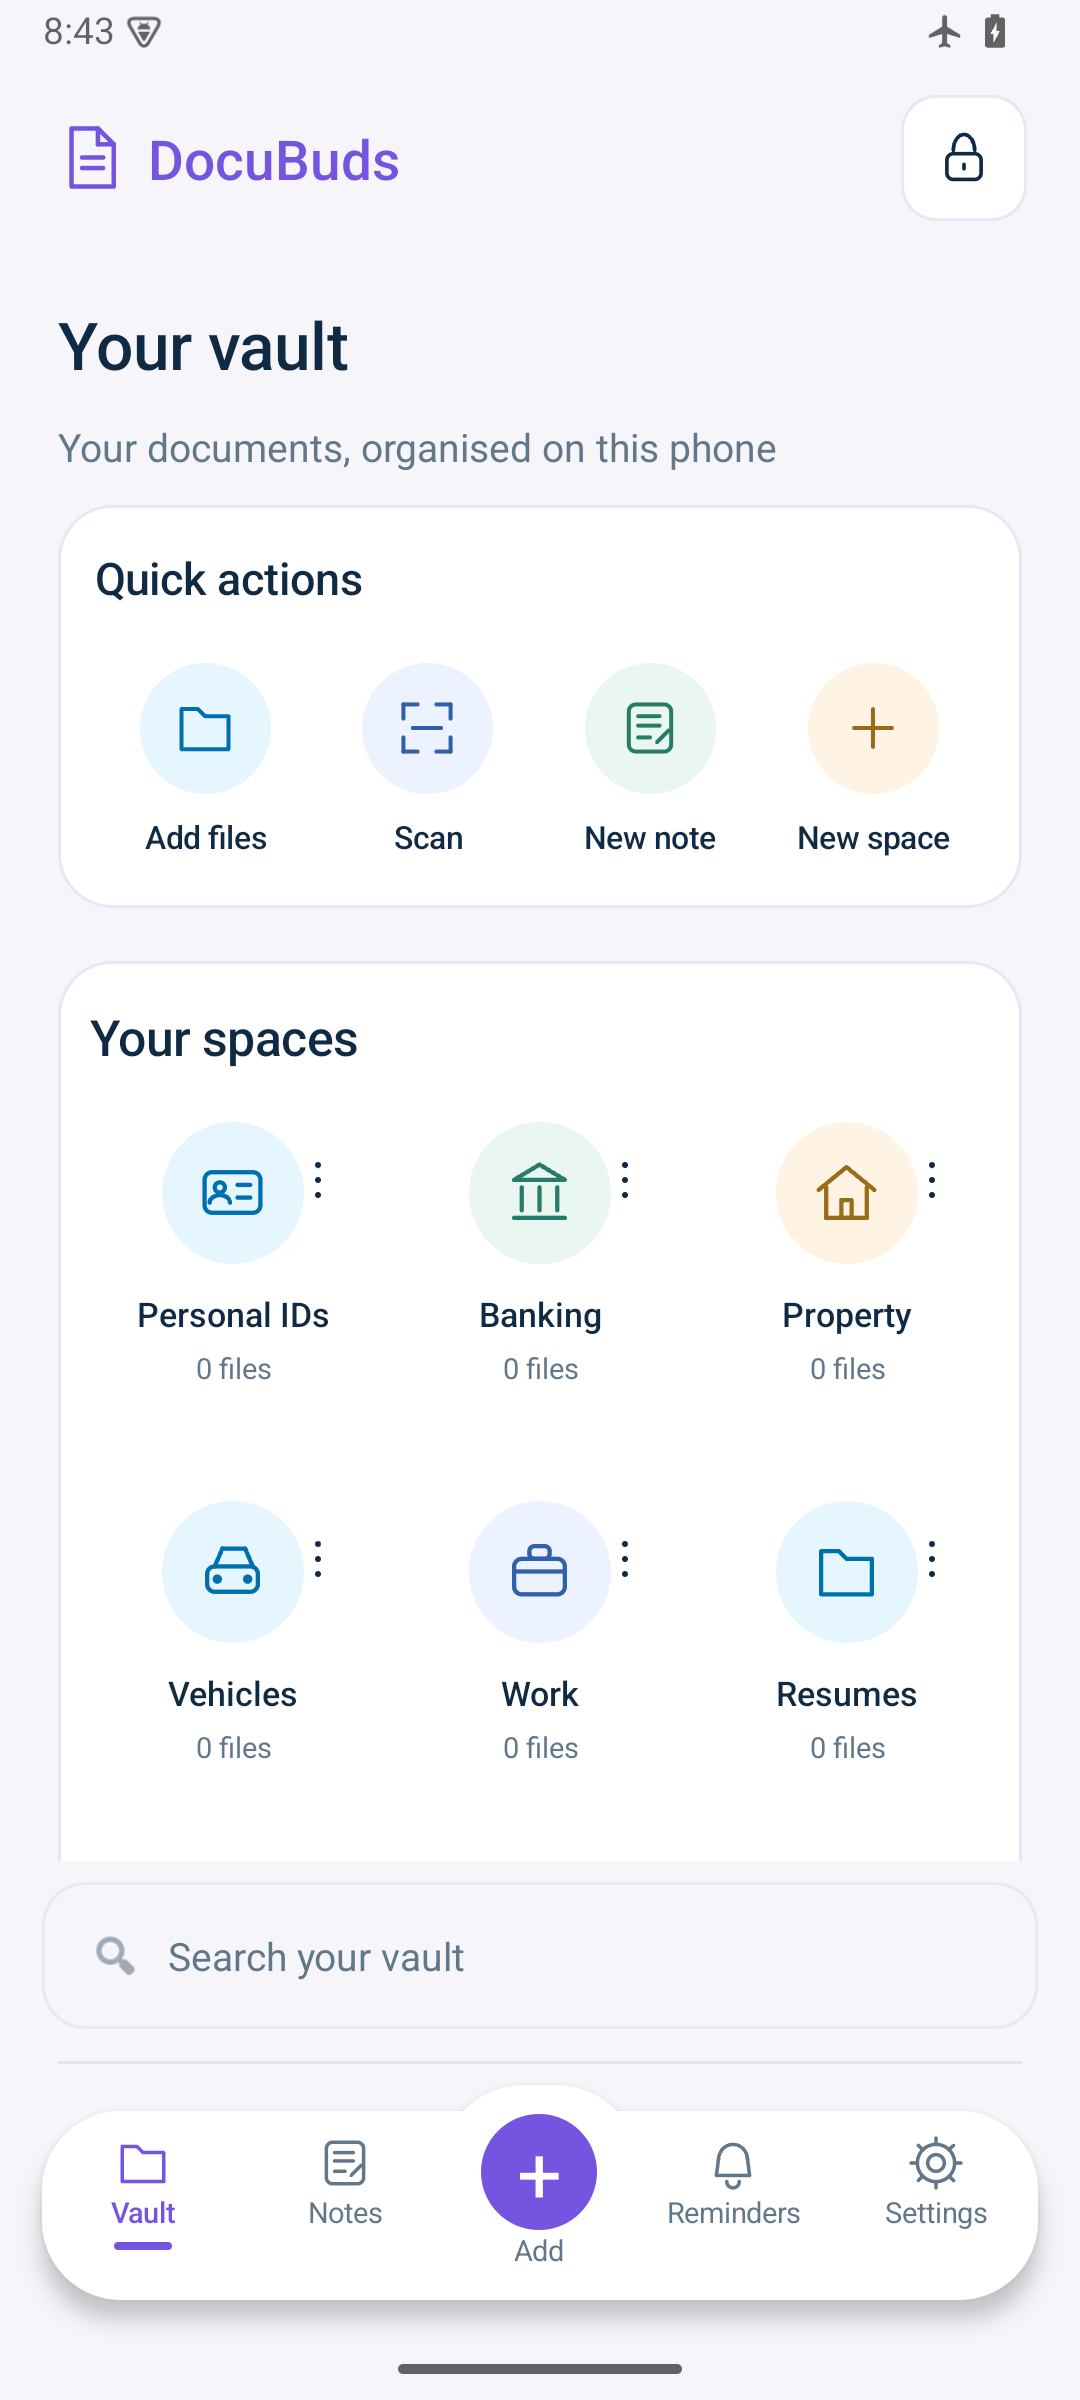 8:43
DocuBuds
Your vault
Your documents, organised on this phone
Quick actions
Add files
Scan
New note
New space
Your spaces
Personal IDs
Banking
Property
0 files
0 files
0 files
Vehicles
Work
Resumes
0 files
0 files
0 files
Search your vault
Vault
Notes
Add
Reminders
Settings